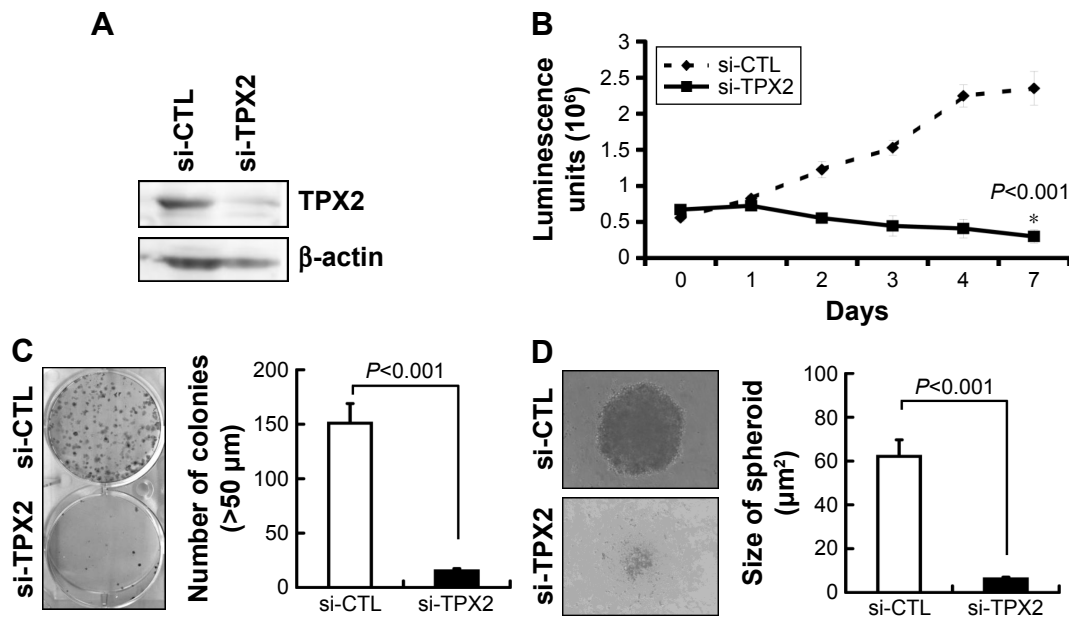 A
si-CTL
si-TPX2
TPX2
β-actin
B
Luminescence
units (10⁶)
3
2.5
2
1.5
1
0.5
0
si-CTL
si-TPX2
P<0.001
*
0 1 2 3 4 7
Days
C
si-CTL
si-TPX2
Number of colonies
(>50 µm)
200
150
100
50
0
P<0.001
si-CTL si-TPX2
D
si-CTL
si-TPX2
Size of spheroid
(µm²)
100
80
60
40
20
0
P<0.001
si-CTL si-TPX2